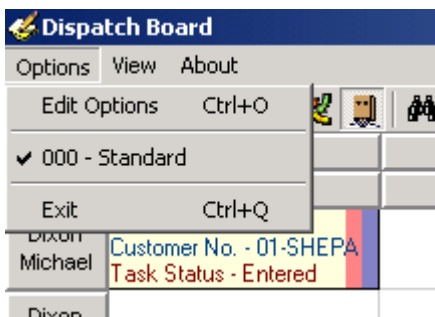 Dispatch Board
Options View About
Edit Options Ctrl+O
000 - Standard
Exit Ctrl+Q
Dixon
Michael
Customer No. - 01-SHEPA
Task Status - Entered
Dixon